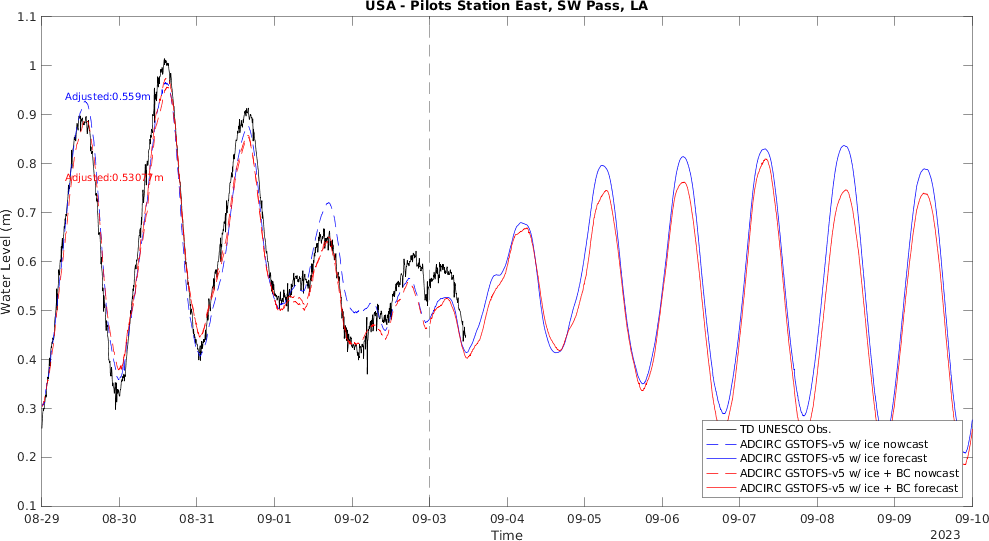 USA - Pilots Station East, SW Pass, LA
1.1
1
0.9
0.8
0.7
0.6
0.5
0.4
0.3
0.2
0.1
Water Level (m)
Adjusted:0.559m
Adjusted:0.53077m
TD UNESCO Obs.
ADCIRC GSTOFS-v5 w/ ice nowcast
ADCIRC GSTOFS-v5 w/ ice forecast
ADCIRC GSTOFS-v5 w/ ice + BC nowcast
ADCIRC GSTOFS-v5 w/ ice + BC forecast
08-29 08-30 08-31 09-01 09-02 09-03 09-04 09-05 09-06 09-07 09-08 09-09 09-10
Time
2023